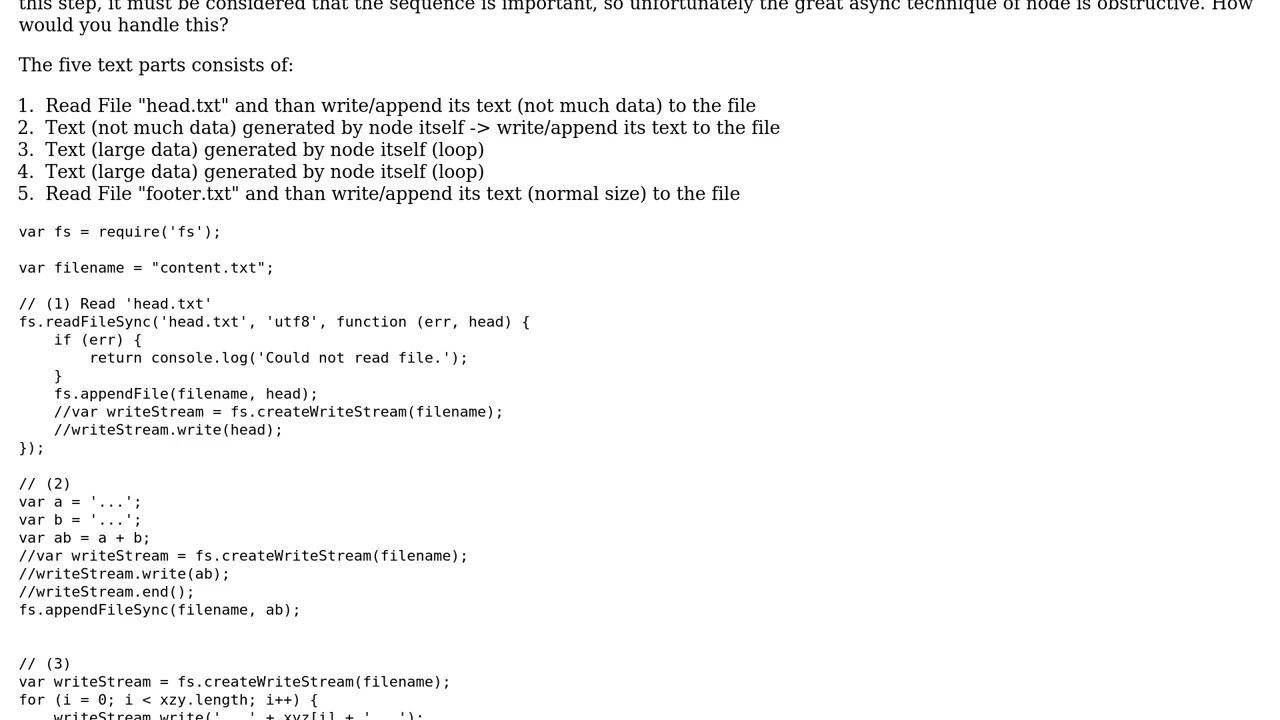 this step, it must be considered that the sequence is important, so unfortunately the great async technique of node is obstructive. How
would you handle this?
The five text parts consists of:
1. Read File "head.txt" and than write/append its text (not much data) to the file
2. Text (not much data) generated by node itself -> write/append its text to the file
3. Text (large data) generated by node itself (loop)
4. Text (large data) generated by node itself (loop)
5. Read File "footer.txt" and than write/append its text (normal size) to the file
var fs = require('fs');
var filename = "content.txt";
// (1) Read 'head.txt'
fs.readFileSync('head.txt', 'utf8', function (err, head) {
    if (err) {
        return console.log('Could not read file.');
    }
    fs.appendFile(filename, head);
    //var writeStream = fs.createWriteStream(filename);
    //writeStream.write(head);
});
// (2)
var a = '...';
var b = '...';
var ab = a + b;
//var writeStream = fs.createWriteStream(filename);
//writeStream.write(ab);
//writeStream.end();
fs.appendFileSync(filename, ab);
// (3)
var writeStream = fs.createWriteStream(filename);
for (i = 0; i < xzy.length; i++) {
    writeStream.write('...' + xyz[i] + '...');